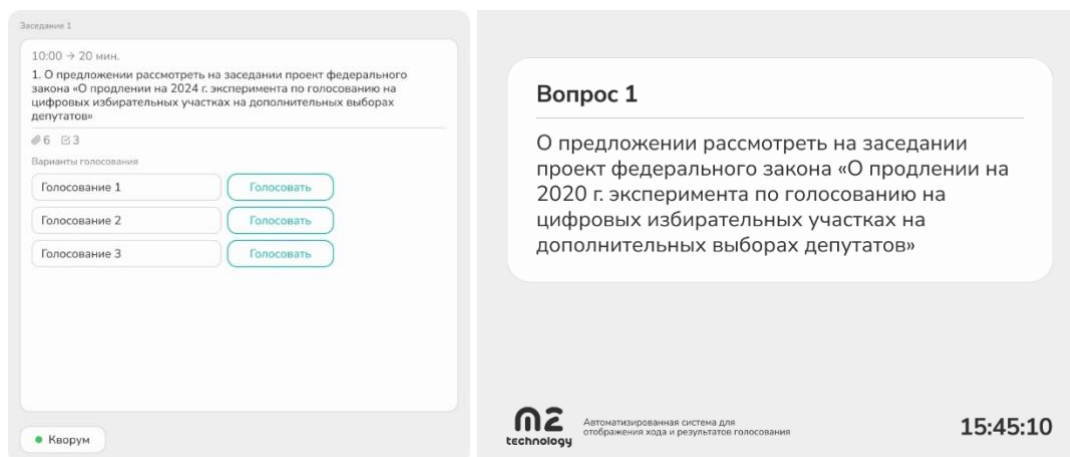 Заседание 1
10:00 → 20 мин.
1. О предложении рассмотреть на заседании проект федерального
закона «О продлении на 2024 г. эксперимента по голосованию на
цифровых избирательных участках на дополнительных выборах
депутатов»
6 3
Варианты голосования
Голосование 1 Голосовать
Голосование 2 Голосовать
Голосование 3 Голосовать
Кворум
Вопрос 1
О предложении рассмотреть на заседании
проект федерального закона «О продлении на
2020 г. эксперимента по голосованию на
цифровых избирательных участках на
дополнительных выборах депутатов»
m2
technology
Автоматизированная система для
отображения хода и результатов голосования
15:45:10